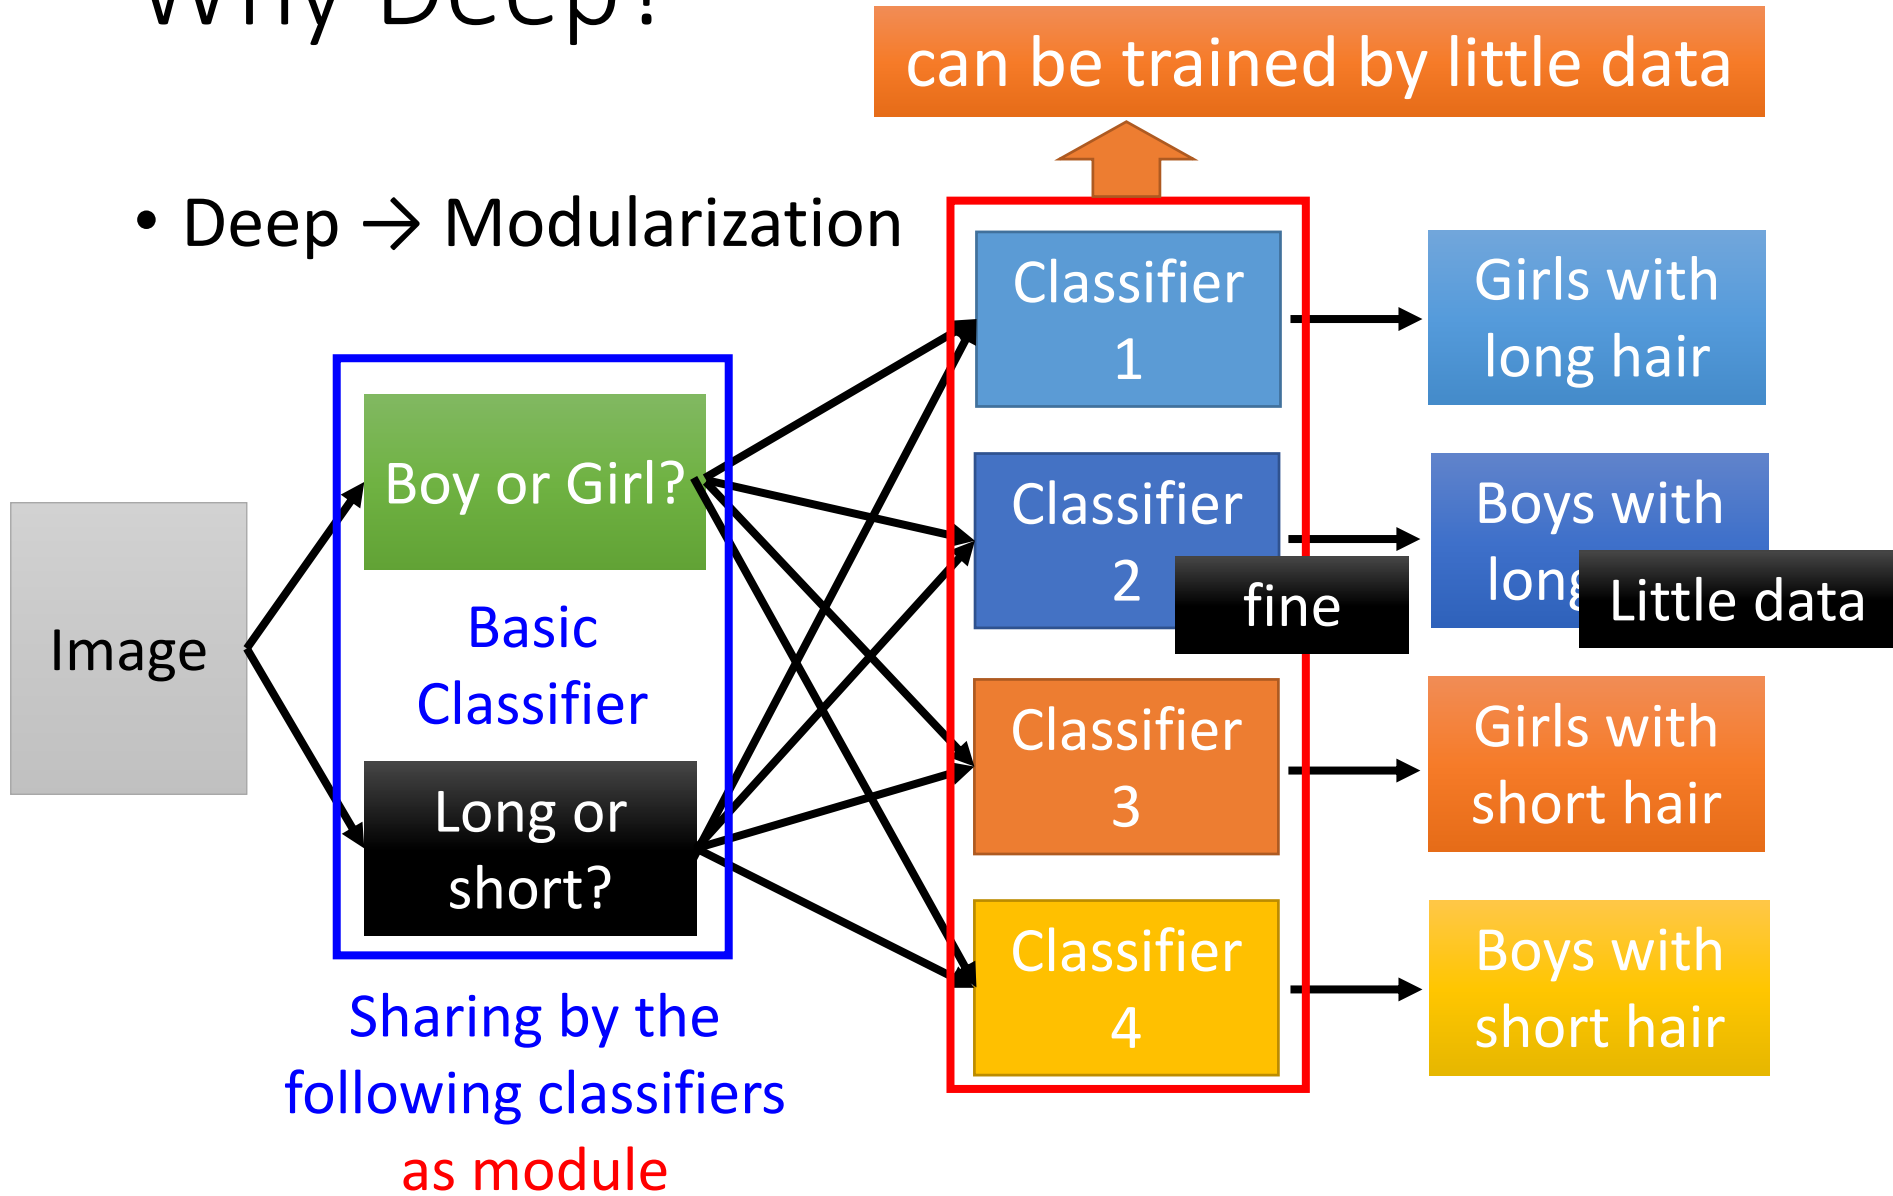 Why Deep?
can be trained by little data
• Deep → Modularization
Image
Boy or Girl?
Basic
Classifier
Long or
short?
Sharing by the
following classifiers
as module
Classifier
1
Girls with
long hair
Classifier
2
fine
Boys with
long
Little data
Classifier
3
Girls with
short hair
Classifier
4
Boys with
short hair